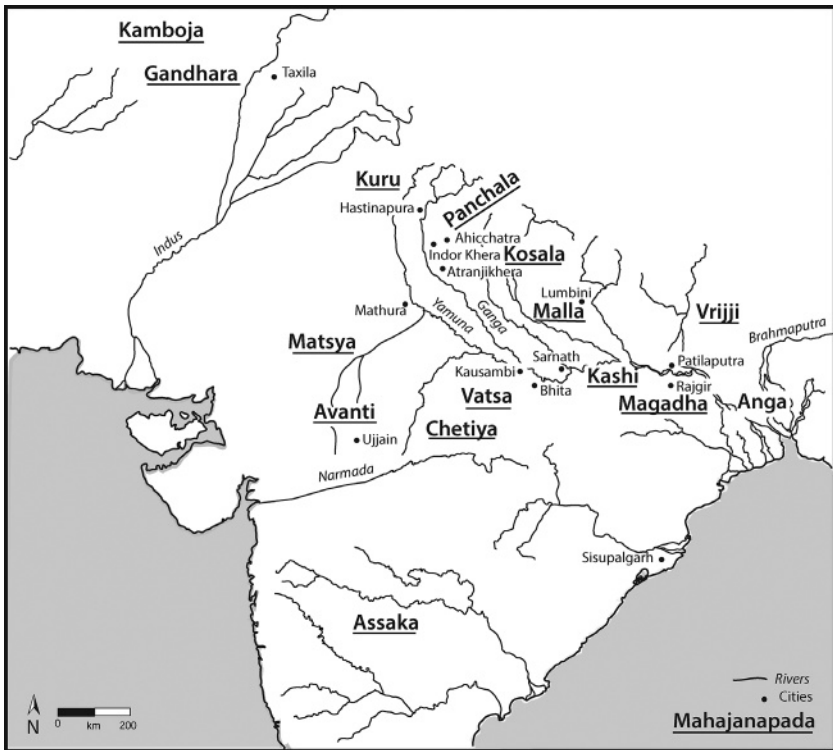 Kamboja
Gandhara
Taxila
Kuru
Hastinapura
Panchala
Ahicchatra
Indor Khera
Kosala
Atranjikhera
Indus
Lumbini
Mathura
Yamuna
Ganga
Malla
Vrijji
Brahmaputra
Matsya
Sarnath
Patilaputra
Kausambi
Kashi
Rajgir
Bhita
Vatsa
Magadha
Anga
Avanti
Chetiya
Ujjain
Narmada
Sisupalgarh
Assaka
Rivers
Cities
Mahajanapada
N
0 km 200